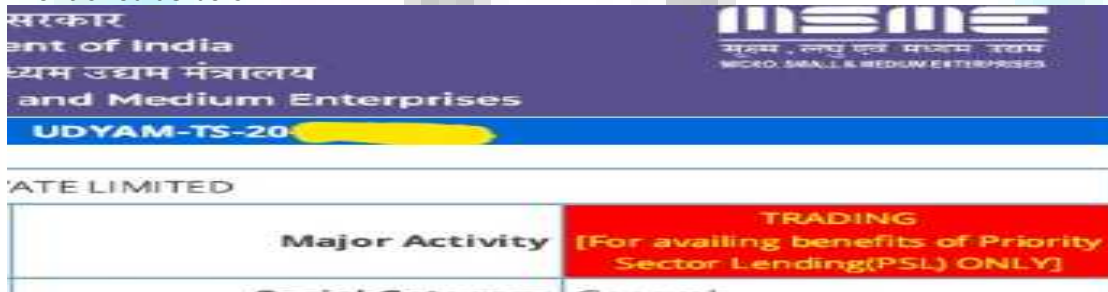 सरकार
ent of India
ध्यम उद्यम मंत्रालय
and Medium Enterprises
MSME
सूक्ष्म, लघु एवं मध्यम उद्यम
MICRO, SMALL & MEDIUM ENTERPRISES
UDYAM-TS-20
ATE LIMITED
Major Activity
TRADING
[For availing benefits of Priority
Sector Lending(PSL) ONLY]